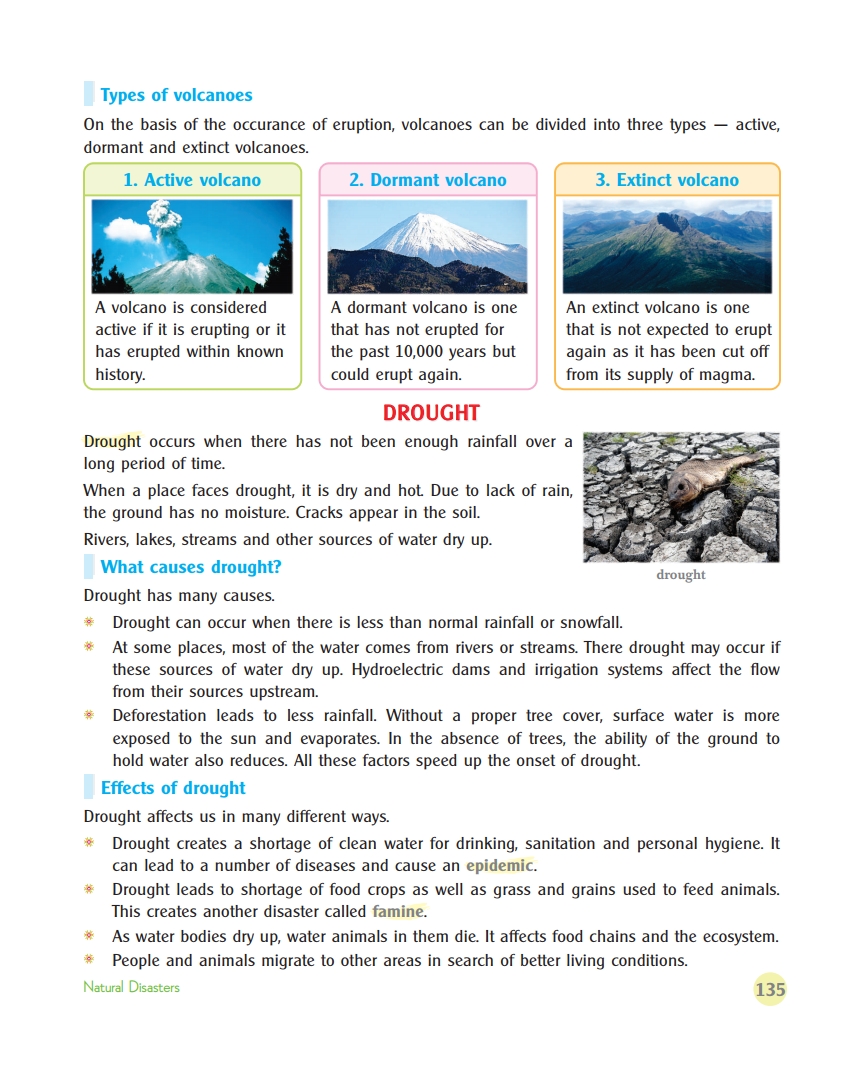 Types of volcanoes
On the basis of the occurance of eruption, volcanoes can be divided into three types — active,
dormant and extinct volcanoes.
1. Active volcano
A volcano is considered
active if it is erupting or it
has erupted within known
history.
2. Dormant volcano
A dormant volcano is one
that has not erupted for
the past 10,000 years but
could erupt again.
3. Extinct volcano
An extinct volcano is one
that is not expected to erupt
again as it has been cut off
from its supply of magma.
DROUGHT
Drought occurs when there has not been enough rainfall over a
long period of time.
When a place faces drought, it is dry and hot. Due to lack of rain,
the ground has no moisture. Cracks appear in the soil.
Rivers, lakes, streams and other sources of water dry up.
drought
What causes drought?
Drought has many causes.
Drought can occur when there is less than normal rainfall or snowfall.
At some places, most of the water comes from rivers or streams. There drought may occur if
these sources of water dry up. Hydroelectric dams and irrigation systems affect the flow
from their sources upstream.
Deforestation leads to less rainfall. Without a proper tree cover, surface water is more
exposed to the sun and evaporates. In the absence of trees, the ability of the ground to
hold water also reduces. All these factors speed up the onset of drought.
Effects of drought
Drought affects us in many different ways.
Drought creates a shortage of clean water for drinking, sanitation and personal hygiene. It
can lead to a number of diseases and cause an epidemic.
Drought leads to shortage of food crops as well as grass and grains used to feed animals.
This creates another disaster called famine.
As water bodies dry up, water animals in them die. It affects food chains and the ecosystem.
People and animals migrate to other areas in search of better living conditions.
Natural Disasters
135